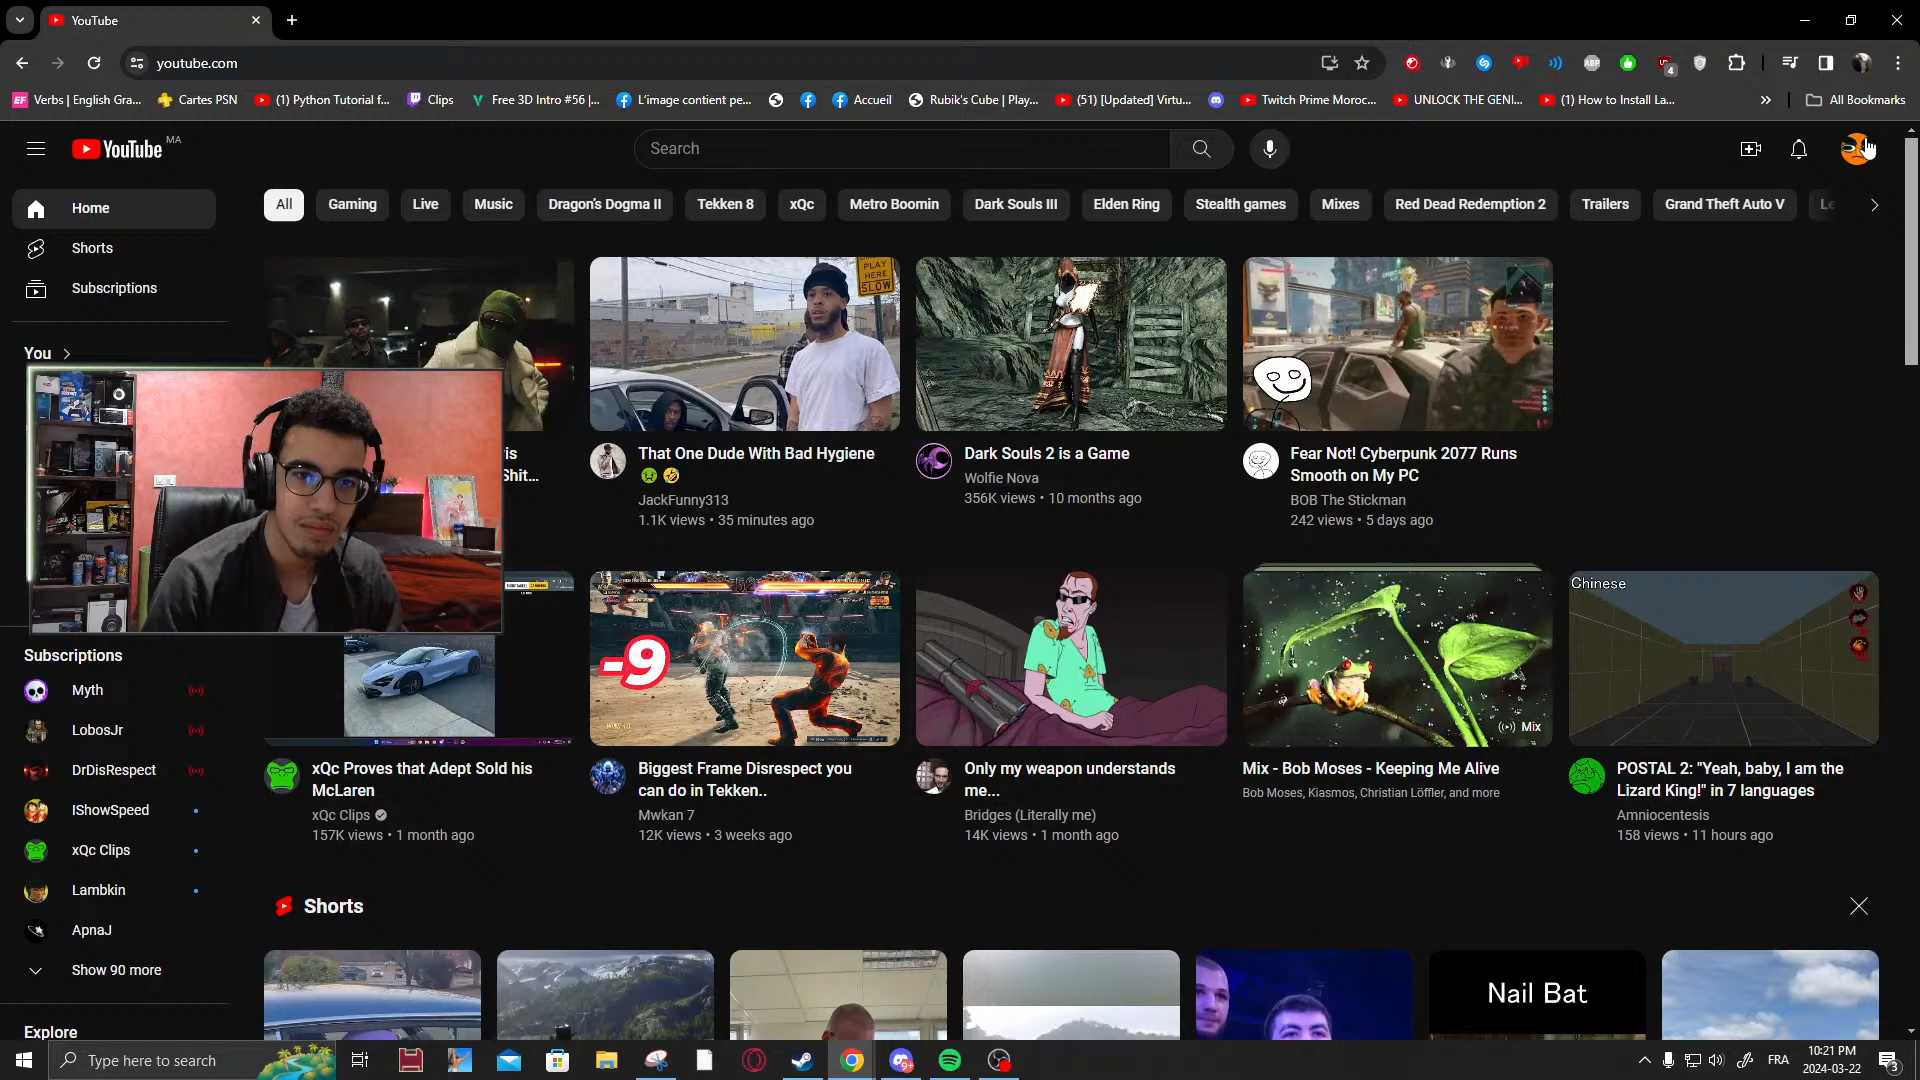 YouTube
youtube.com
4
Verbs | English Gra...
Cartes PSN
(1) Python Tutorial f...
Clips
Free 3D Intro #56 |...
L'image contient pe...
Accueil
Rubik's Cube | Play...
(51) [Updated] Virtu...
Twitch Prime Moroc...
UNLOCK THE GENI...
(1) How to Install La...
All Bookmarks
YouTube MA
Search
Home
Shorts
Subscriptions
You
All
Gaming
Live
Music
Dragon's Dogma II
Tekken 8
xQc
Metro Boomin
Dark Souls III
Elden Ring
Stealth games
Mixes
Red Dead Redemption 2
Trailers
Grand Theft Auto V
Le
PLAY
HERE
SLOW
is
Shit...
That One Dude With Bad Hygiene
🤢 🤣
JackFunny313
1.1K views • 35 minutes ago
Dark Souls 2 is a Game
Wolfie Nova
356K views • 10 months ago
Fear Not! Cyberpunk 2077 Runs
Smooth on My PC
BOB The Stickman
242 views • 5 days ago
-9
Mix
Chinese
xQc Proves that Adept Sold his
McLaren
xQc Clips
157K views • 1 month ago
Biggest Frame Disrespect you
can do in Tekken..
Mwkan 7
12K views • 3 weeks ago
Only my weapon understands
me...
Bridges (Literally me)
14K views • 1 month ago
Mix - Bob Moses - Keeping Me Alive
Bob Moses, Kiasmos, Christian Löffler, and more
POSTAL 2: "Yeah, baby, I am the
Lizard King!" in 7 languages
Amniocentesis
158 views • 11 hours ago
Subscriptions
Myth
LobosJr
DrDisRespect
IShowSpeed
xQc Clips
Lambkin
ApnaJ
Show 90 more
Explore
Shorts
Nail Bat
Type here to search
FRA
10:21 PM
2024-03-22
3